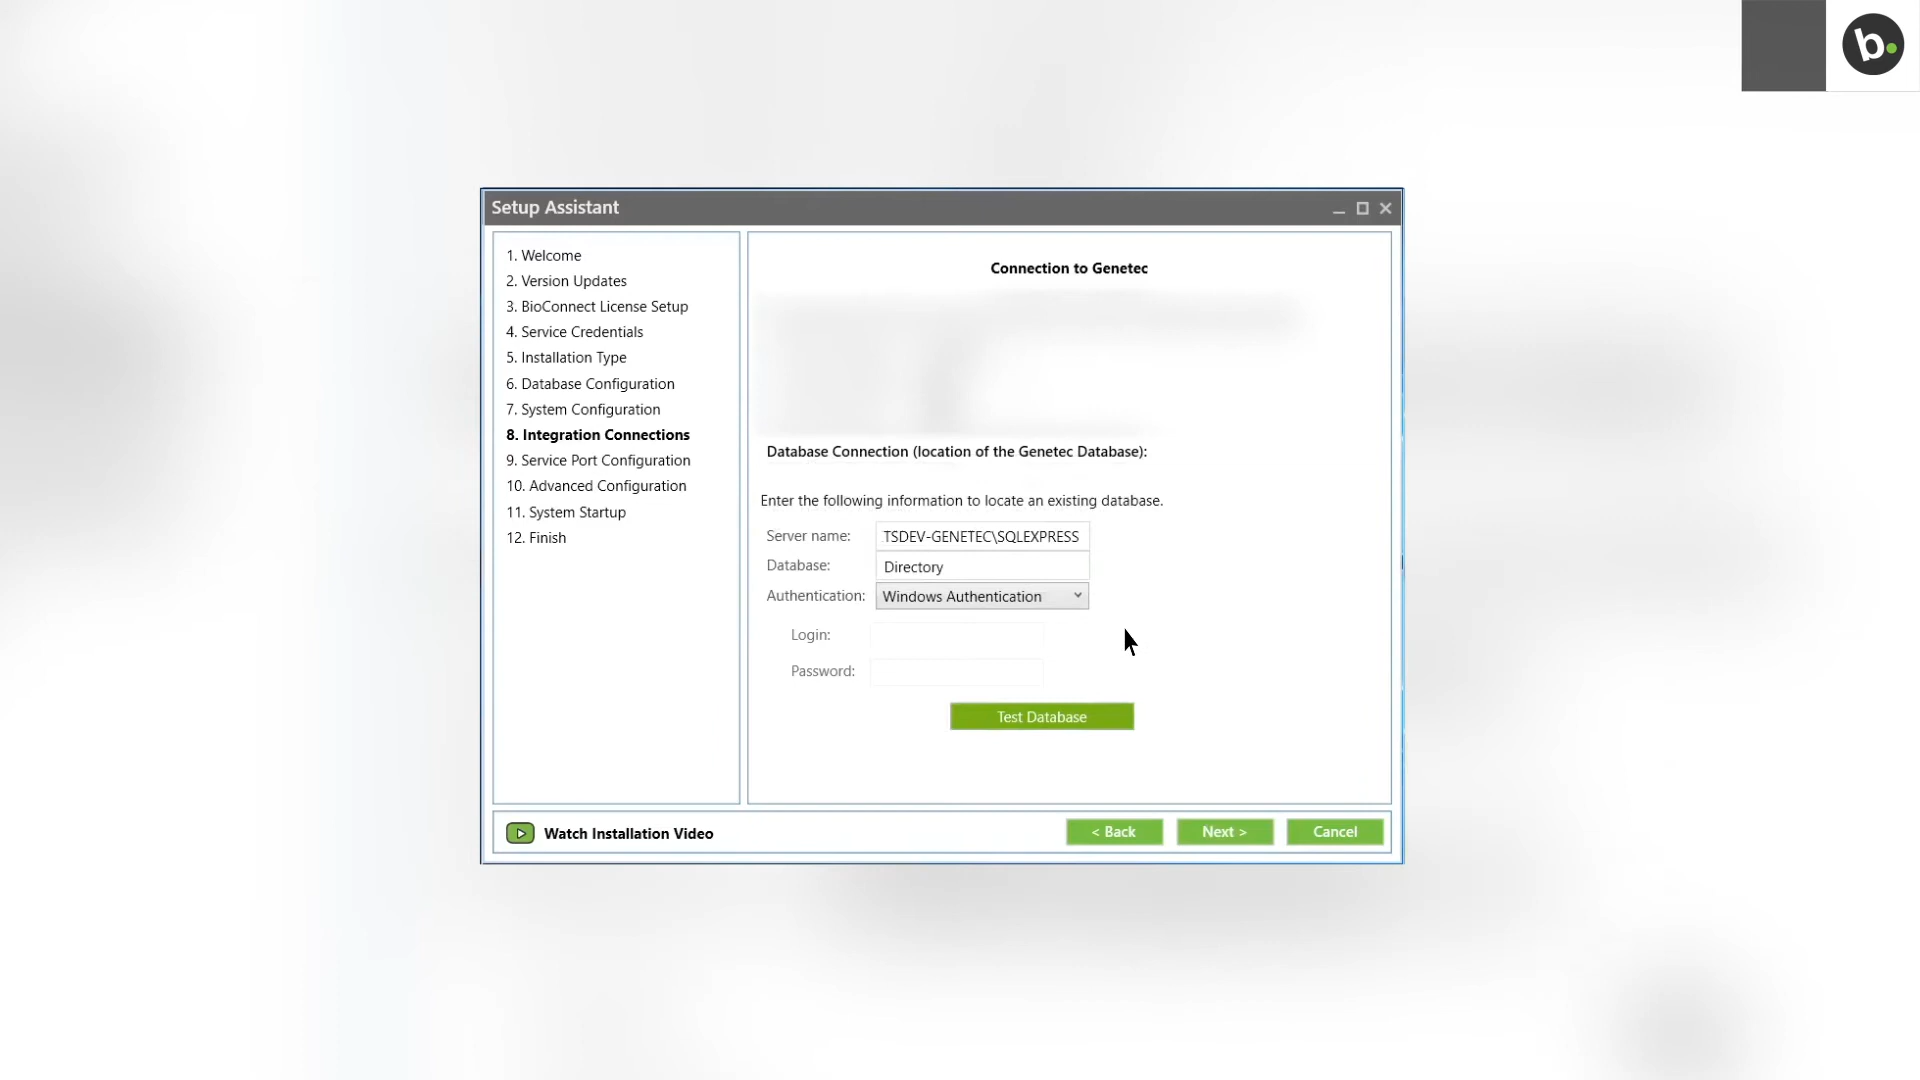 b.
Setup Assistant
1. Welcome
2. Version Updates
3. BioConnect License Setup
4. Service Credentials
5. Installation Type
6. Database Configuration
7. System Configuration
8. Integration Connections
9. Service Port Configuration
10. Advanced Configuration
11. System Startup
12. Finish
Connection to Genetec
Database Connection (location of the Genetec Database):
Enter the following information to locate an existing database.
Server name: TSDEV-GENETEC\SQLEXPRESS
Database: Directory
Authentication: Windows Authentication
Login:
Password:
Test Database
Watch Installation Video
< Back
Next >
Cancel